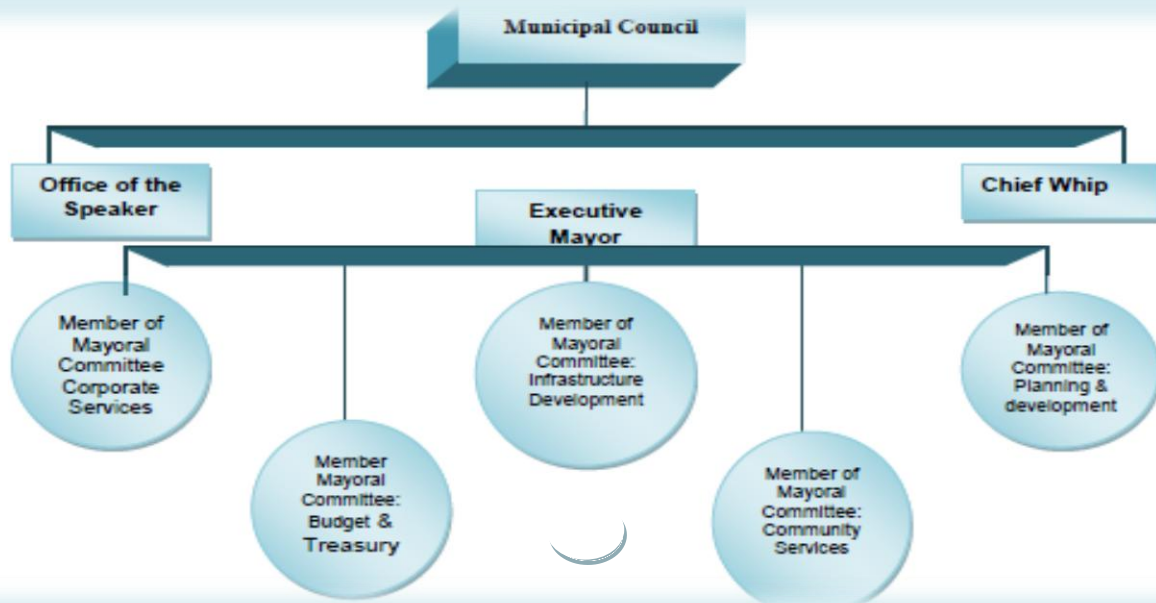 Municipal Council
Office of the
Speaker
Executive
Mayor
Chief Whip
Member of
Mayoral
Committee
Corporate
Services
Member
Mayoral
Committee:
Budget &
Treasury
Member of
Mayoral
Committee:
Infrastructure
Development
Member of
Mayoral
Committee:
Community
Services
Member of
Mayoral
Committee:
Planning &
development